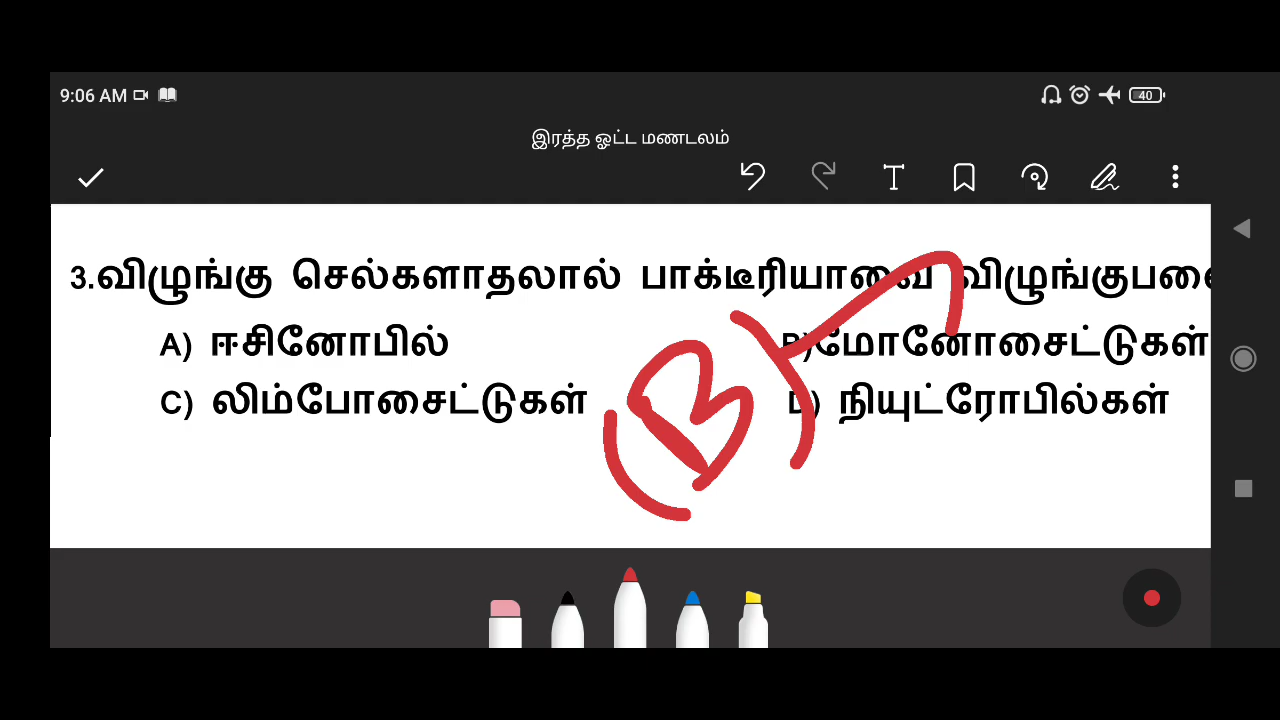 9:06 AM
40
இரத்த ஓட்ட மணடலம்
3.விழுங்கு செல்களாதலால் பாக்டீரியாவை விழுங்குபவை
A) ஈசினோபில்
B)மோனோசைட்டுகள்
C) லிம்போசைட்டுகள்
D) நியுட்ரோபில்கள்
(B)